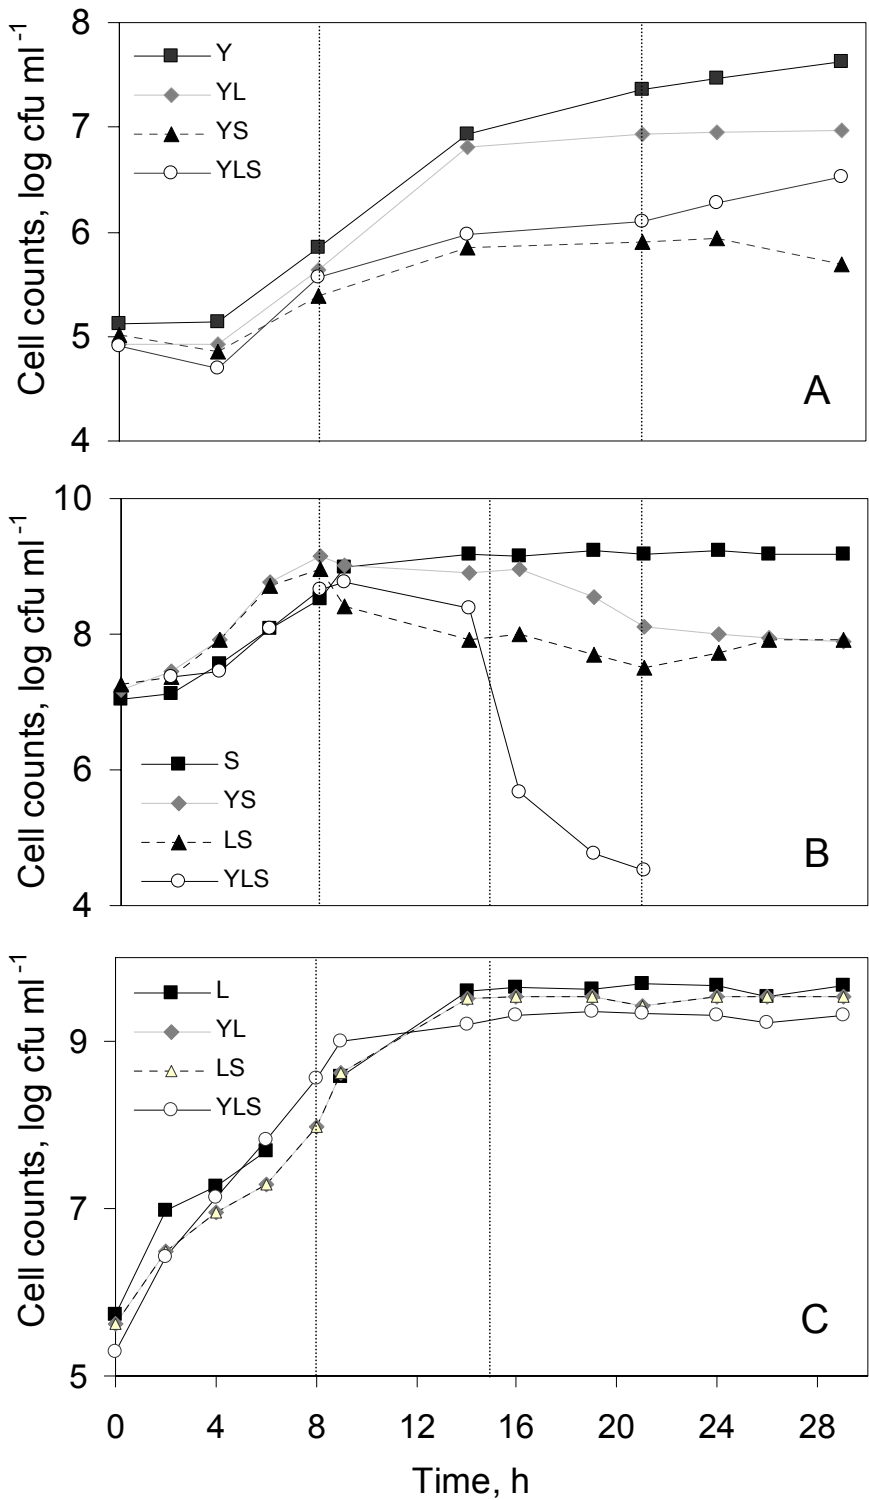 Cell counts, log cfu ml⁻¹
8
7
6
5
4
Y
YL
YS
YLS
A
Cell counts, log cfu ml⁻¹
10
8
6
4
S
YS
LS
YLS
B
Cell counts, log cfu ml⁻¹
9
7
5
L
YL
LS
YLS
C
0 4 8 12 16 20 24 28
Time, h